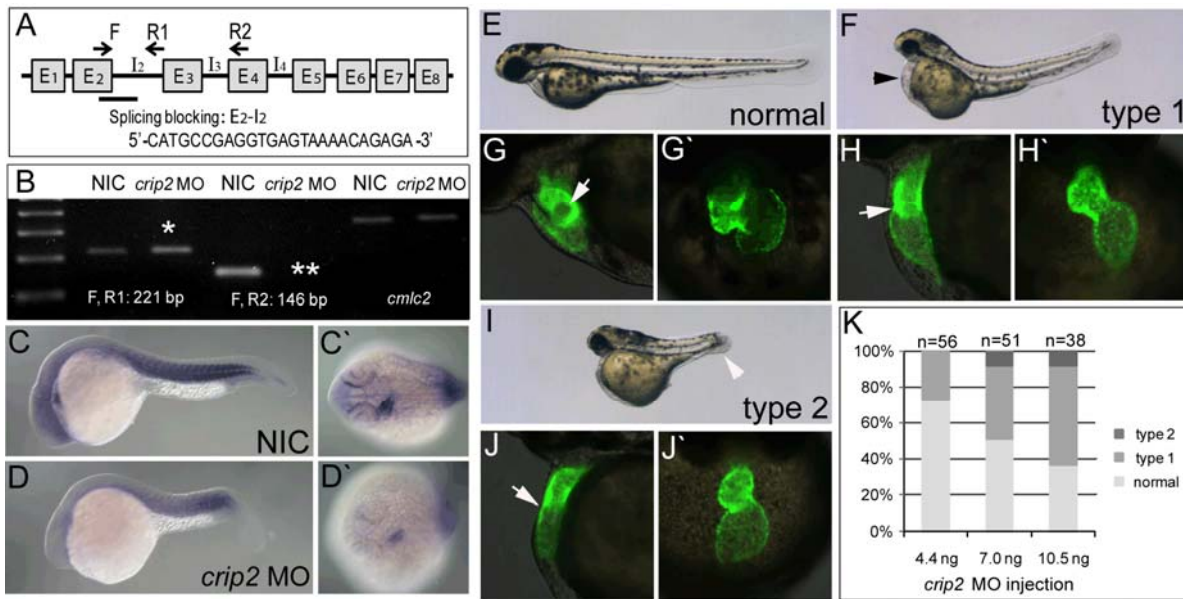 A
F R1 R2
E1 E2 I2 E3 I3 E4 I4 E5 E6 E7 E8
Splicing blocking: E2-I2
5'-CATGCCGAGGTGAGTAAAACAGAGA -3'
B
NIC crip2 MO NIC crip2 MO NIC crip2 MO
* **
F, R1: 221 bp F, R2: 146 bp cmlc2
C C`
NIC
D D`
crip2 MO
E
normal
F
type 1
G G`
H H`
I
type 2
J J`
K
n=56 n=51 n=38
100%
80%
60%
40%
20%
0%
4.4 ng 7.0 ng 10.5 ng
crip2 MO injection
type 2
type 1
normal